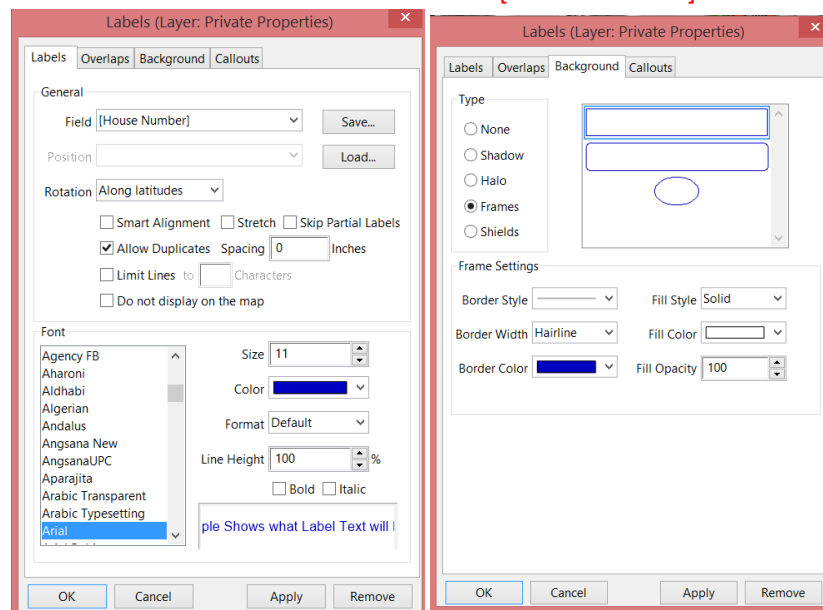 Labels (Layer: Private Properties)
×
Labels Overlaps Background Callouts
General
Field [House Number] Save...
Position Load...
Rotation Along latitudes
Smart Alignment Stretch Skip Partial Labels
Allow Duplicates Spacing 0 Inches
Limit Lines to Characters
Do not display on the map
Font
Agency FB
Aharoni
Aldhabi
Algerian
Andalus
Angsana New
AngsanaUPC
Aparajita
Arabic Transparent
Arabic Typesetting
Arial
Size 11
Color
Format Default
Line Height 100 %
Bold Italic
ple Shows what Label Text will
OK Cancel Apply Remove
Labels (Layer: Private Properties)
×
Labels Overlaps Background Callouts
Type
None
Shadow
Halo
Frames
Shields
Frame Settings
Border Style Fill Style Solid
Border Width Hairline Fill Color
Border Color Fill Opacity 100
OK Cancel Apply Remove